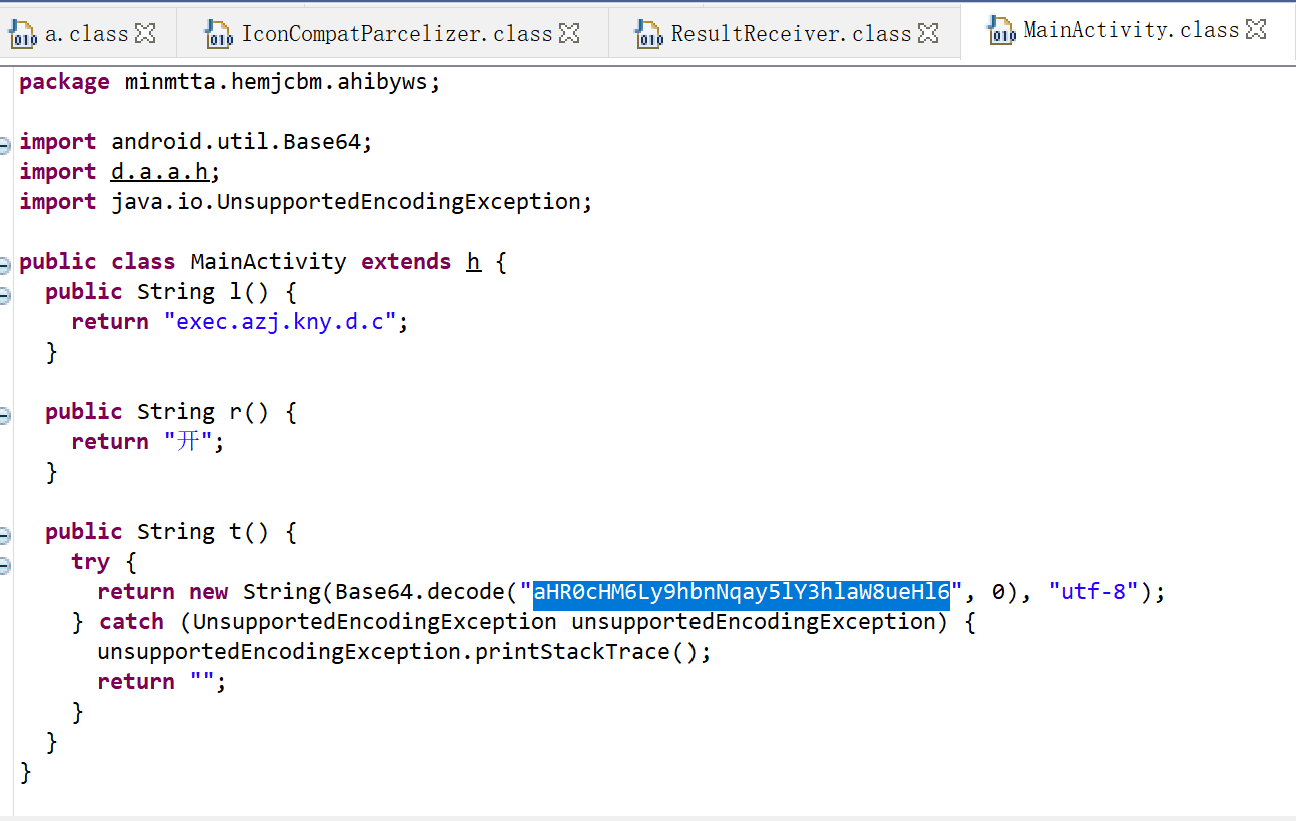 a.class IconCompatParcelizer.class ResultReceiver.class MainActivity.class
package minmtta.hemjcbm.ahibyws;
import android.util.Base64;
import d.a.a.h;
import java.io.UnsupportedEncodingException;
public class MainActivity extends h {
public String l() {
return "exec.azj.kny.d.c";
}
public String r() {
return "开";
}
public String t() {
try {
return new String(Base64.decode("aHR0cHM6Ly9hbnNqay5lY3hlaW8ueHl6", 0), "utf-8");
} catch (UnsupportedEncodingException unsupportedEncodingException) {
unsupportedEncodingException.printStackTrace();
return "";
}
}
}